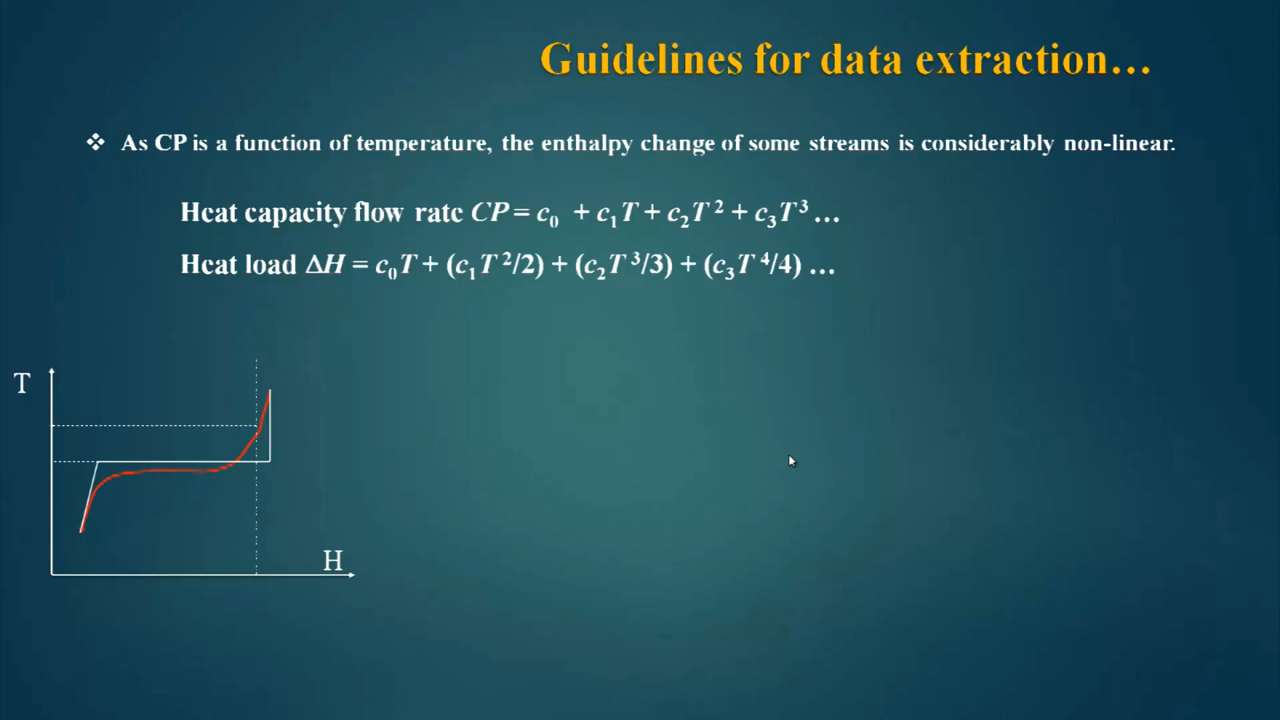 Guidelines for data extraction…
❖ As CP is a function of temperature, the enthalpy change of some streams is considerably non-linear.
Heat capacity flow rate CP = c₀ + c₁T + c₂T² + c₃T³ …
Heat load ΔH = c₀T + (c₁T²/2) + (c₂T³/3) + (c₃T⁴/4) …
T
H